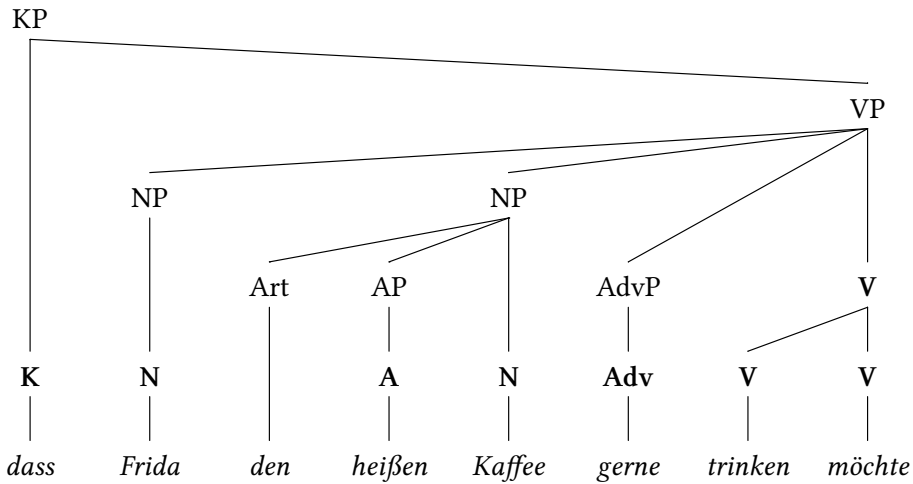 KP
VP
NP NP
Art AP AdvP V
K N A N Adv V V
dass Frida den heißen Kaffee gerne trinken möchte